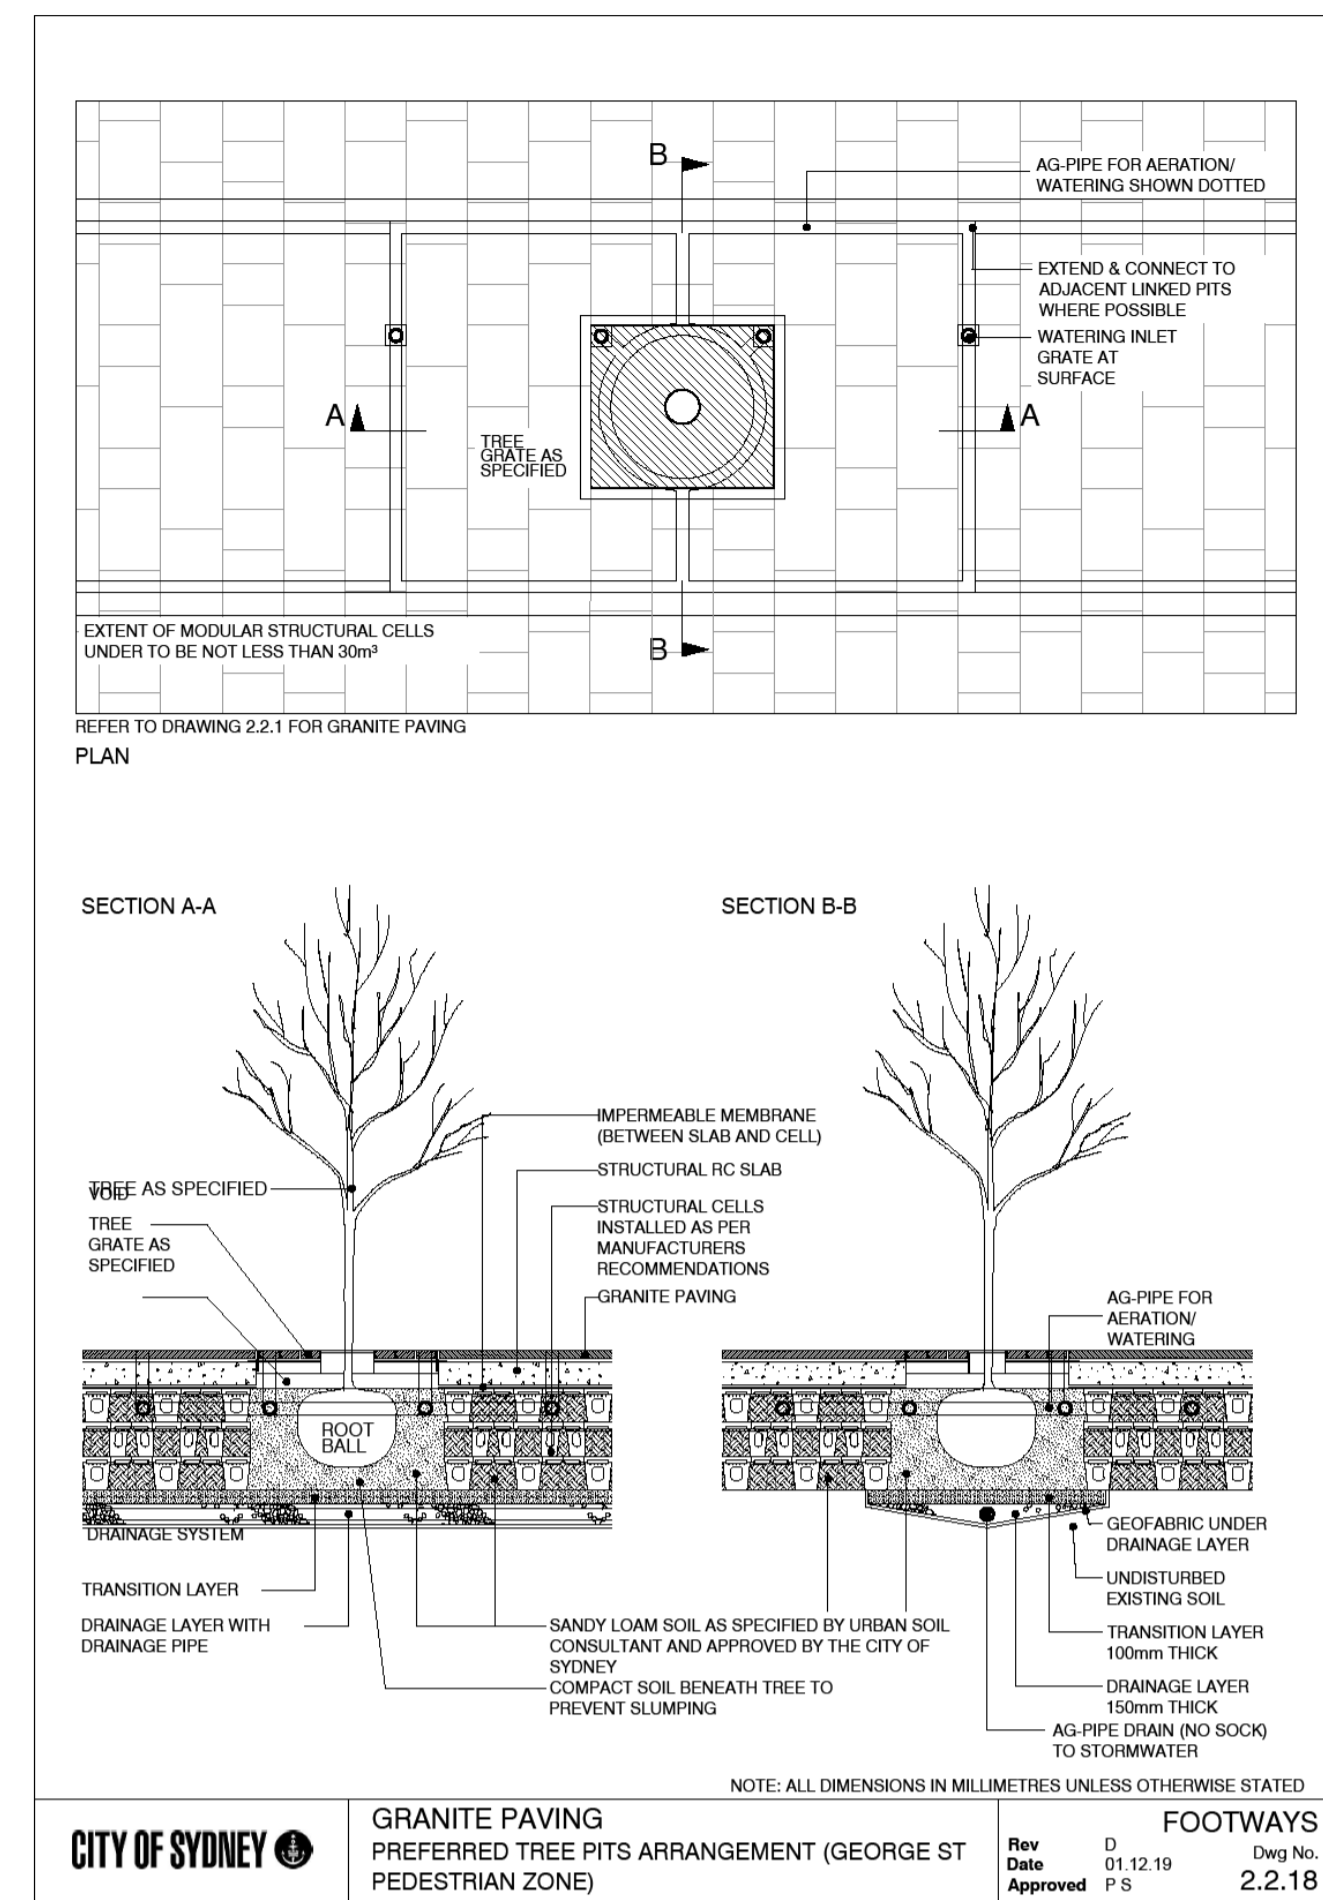 B
AG-PIPE FOR AERATION/
WATERING SHOWN DOTTED
EXTEND & CONNECT TO
ADJACENT LINKED PITS
WHERE POSSIBLE
WATERING INLET
GRATE AT
SURFACE
A
A
TREE
GRATE AS
SPECIFIED
EXTENT OF MODULAR STRUCTURAL CELLS
UNDER TO BE NOT LESS THAN 30m³
B
REFER TO DRAWING 2.2.1 FOR GRANITE PAVING
PLAN
SECTION A-A
SECTION B-B
IMPERMEABLE MEMBRANE
(BETWEEN SLAB AND CELL)
STRUCTURAL RC SLAB
TREE AS SPECIFIED
VOID
STRUCTURAL CELLS
INSTALLED AS PER
MANUFACTURERS
RECOMMENDATIONS
TREE
GRATE AS
SPECIFIED
GRANITE PAVING
AG-PIPE FOR
AERATION/
WATERING
ROOT
BALL
DRAINAGE SYSTEM
GEOFABRIC UNDER
DRAINAGE LAYER
TRANSITION LAYER
UNDISTURBED
EXISTING SOIL
DRAINAGE LAYER WITH
DRAINAGE PIPE
SANDY LOAM SOIL AS SPECIFIED BY URBAN SOIL
CONSULTANT AND APPROVED BY THE CITY OF
SYDNEY
TRANSITION LAYER
100mm THICK
COMPACT SOIL BENEATH TREE TO
PREVENT SLUMPING
DRAINAGE LAYER
150mm THICK
AG-PIPE DRAIN (NO SOCK)
TO STORMWATER
NOTE: ALL DIMENSIONS IN MILLIMETRES UNLESS OTHERWISE STATED
CITY OF SYDNEY
GRANITE PAVING
PREFERRED TREE PITS ARRANGEMENT (GEORGE ST
PEDESTRIAN ZONE)
FOOTWAYS
Rev D
Date 01.12.19
Approved P S
Dwg No.
2.2.18